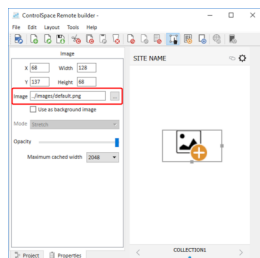 ControlSpace Remote builder -
File Edit Layout Tools Help
Image
X 68 Width 128
Y 137 Height 68
Image ../images/default.png ...
Use as background image
Mode Stretch
Opacity
Maximum cached width 2048
Project Properties
SITE NAME
COLLECTION1